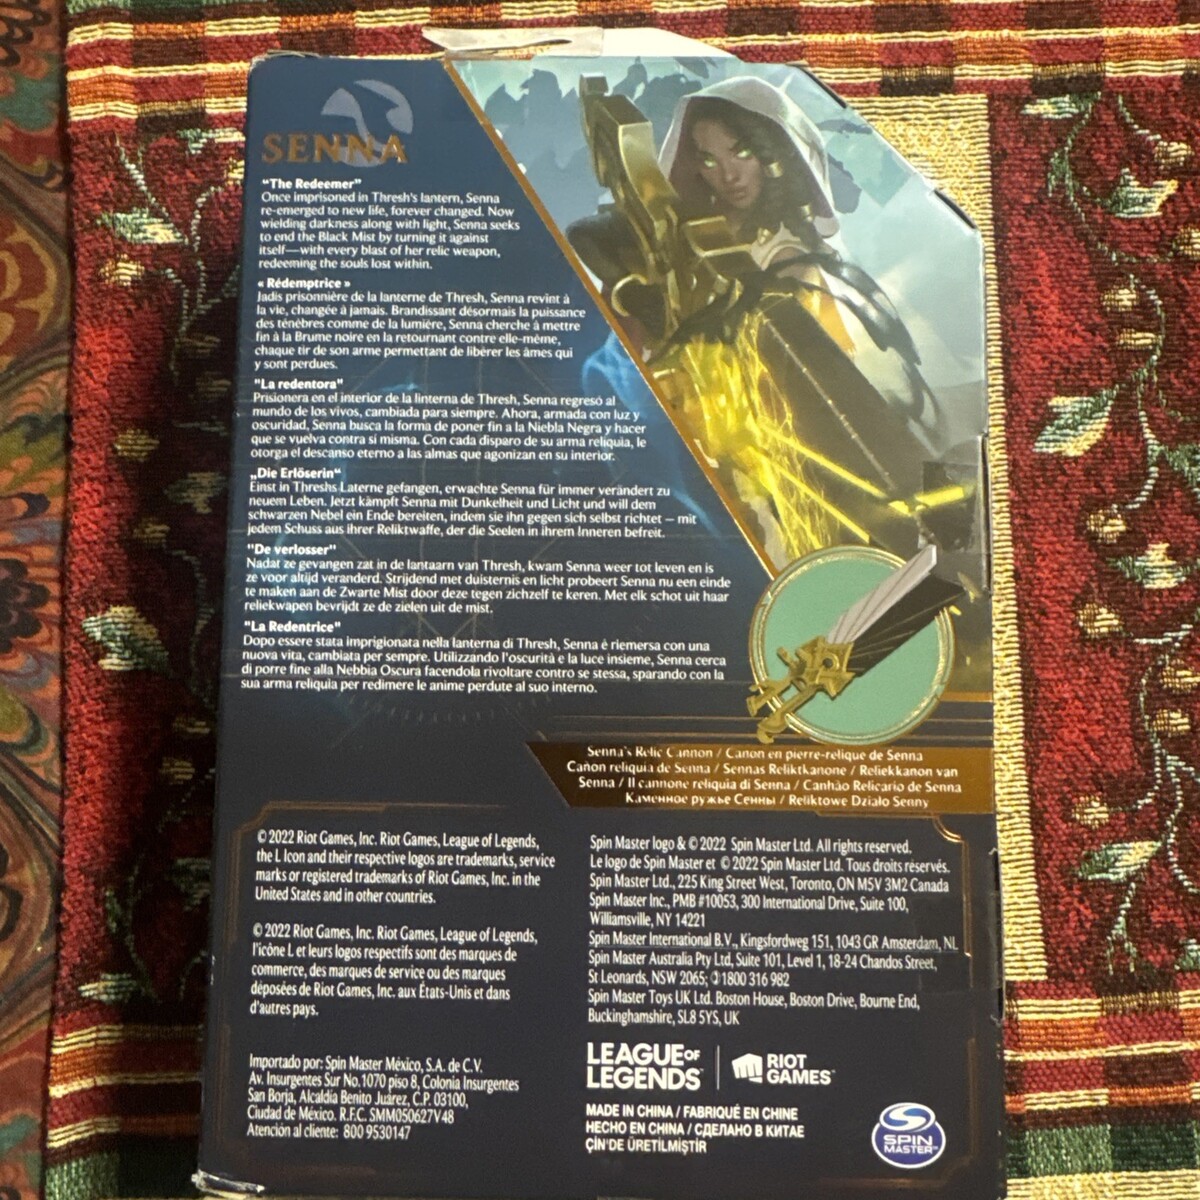 SENNA
"The Redeemer"
Once imprisoned in Thresh's lantern, Senna
re-emerged to new life, forever changed. Now
wielding darkness along with light, Senna seeks
to end the Black Mist by turning it against
itself—with every blast of her relic weapon,
redeeming the souls lost within.
« Rédemptrice »
Jadis prisonnière de la lanterne de Thresh, Senna revint à
la vie, changée à jamais. Brandissant désormais la puissance
des ténèbres comme de la lumière, Senna cherche à mettre
fin à la Brume noire en la retournant contre elle-même,
chaque tir de son arme permettant de libérer les âmes qui
y sont perdues.
"La redentora"
Prisionera en el interior de la linterna de Thresh, Senna regresó al
mundo de los vivos, cambiada para siempre. Ahora, armada con luz y
oscuridad, Senna busca la forma de poner fin a la Niebla Negra y hacer
que se vuelva contra sí misma. Con cada disparo de su arma reliquia, le
otorga el descanso eterno a las almas que agonizan en su interior.
„Die Erlöserin“
Einst in Threshs Laterne gefangen, erwachte Senna für immer verändert zu
neuem Leben. Jetzt kämpft Senna mit Dunkelheit und Licht und will dem
schwarzen Nebel ein Ende bereiten, indem sie ihn gegen sich selbst richtet – mit
jedem Schuss aus ihrer Reliktwaffe, der die Seelen in ihrem Inneren befreit.
"De verlosser"
Nadat ze gevangen zat in de lantaarn van Thresh, kwam Senna weer tot leven en is
ze voor altijd veranderd. Strijdend met duisternis en licht probeert Senna nu een einde
te maken aan de Zwarte Mist door deze tegen zichzelf te keren. Met elk schot uit haar
reliekwapen bevrijdt ze de zielen uit de mist.
"La Redentrice"
Dopo essere stata imprigionata nella lanterna di Thresh, Senna è riemersa con una
nuova vita, cambiata per sempre. Utilizzando l'oscurità e la luce insieme, Senna cerca
di porre fine alla Nebbia Oscura facendola rivoltare contro se stessa, sparando con la
sua arma reliquia per redimere le anime perdute al suo interno.
Senna's Relic Cannon / Canon en pierre-relique de Senna
Cañon reliquia de Senna / Sennas Reliktkanone / Reliekkanon van
Senna / Il cannone reliquia di Senna / Canhão Relicário de Senna
Каменное ружье Сенны / Reliktowe Działo Senny
© 2022 Riot Games, Inc. Riot Games, League of Legends,
the L Icon and their respective logos are trademarks, service
marks or registered trademarks of Riot Games, Inc. in the
United States and in other countries.
© 2022 Riot Games, Inc. Riot Games, League of Legends,
l'icône L et leurs logos respectifs sont des marques de
commerce, des marques de service ou des marques
déposées de Riot Games, Inc. aux États-Unis et dans
d'autres pays.
Importado por: Spin Master México, S.A. de C.V.
Av. Insurgentes Sur No.1070 piso 8, Colonia Insurgentes
San Borja, Alcaldía Benito Juárez, C.P. 03100,
Ciudad de México. R.F.C. SMM050627V48
Atención al cliente: 800 9530147
Spin Master logo & © 2022 Spin Master Ltd. All rights reserved.
Le logo de Spin Master et © 2022 Spin Master Ltd. Tous droits réservés.
Spin Master Ltd., 225 King Street West, Toronto, ON M5V 3M2 Canada
Spin Master Inc., PMB #10053, 300 International Drive, Suite 100,
Williamsville, NY 14221
Spin Master International B.V., Kingsfordweg 151, 1043 GR Amsterdam, NL
Spin Master Australia Pty Ltd, Suite 101, Level 1, 18-24 Chandos Street,
St Leonards, NSW 2065; ✆1800 316 982
Spin Master Toys UK Ltd. Boston House, Boston Drive, Bourne End,
Buckinghamshire, SL8 5YS, UK
LEAGUE OF
LEGENDS™
RIOT
GAMES™
MADE IN CHINA / FABRIQUÉ EN CHINE
HECHO EN CHINA / СДЕЛАНО В КИТАЕ
ÇİN'DE ÜRETİLMİŞTİR
SPIN
MASTER™